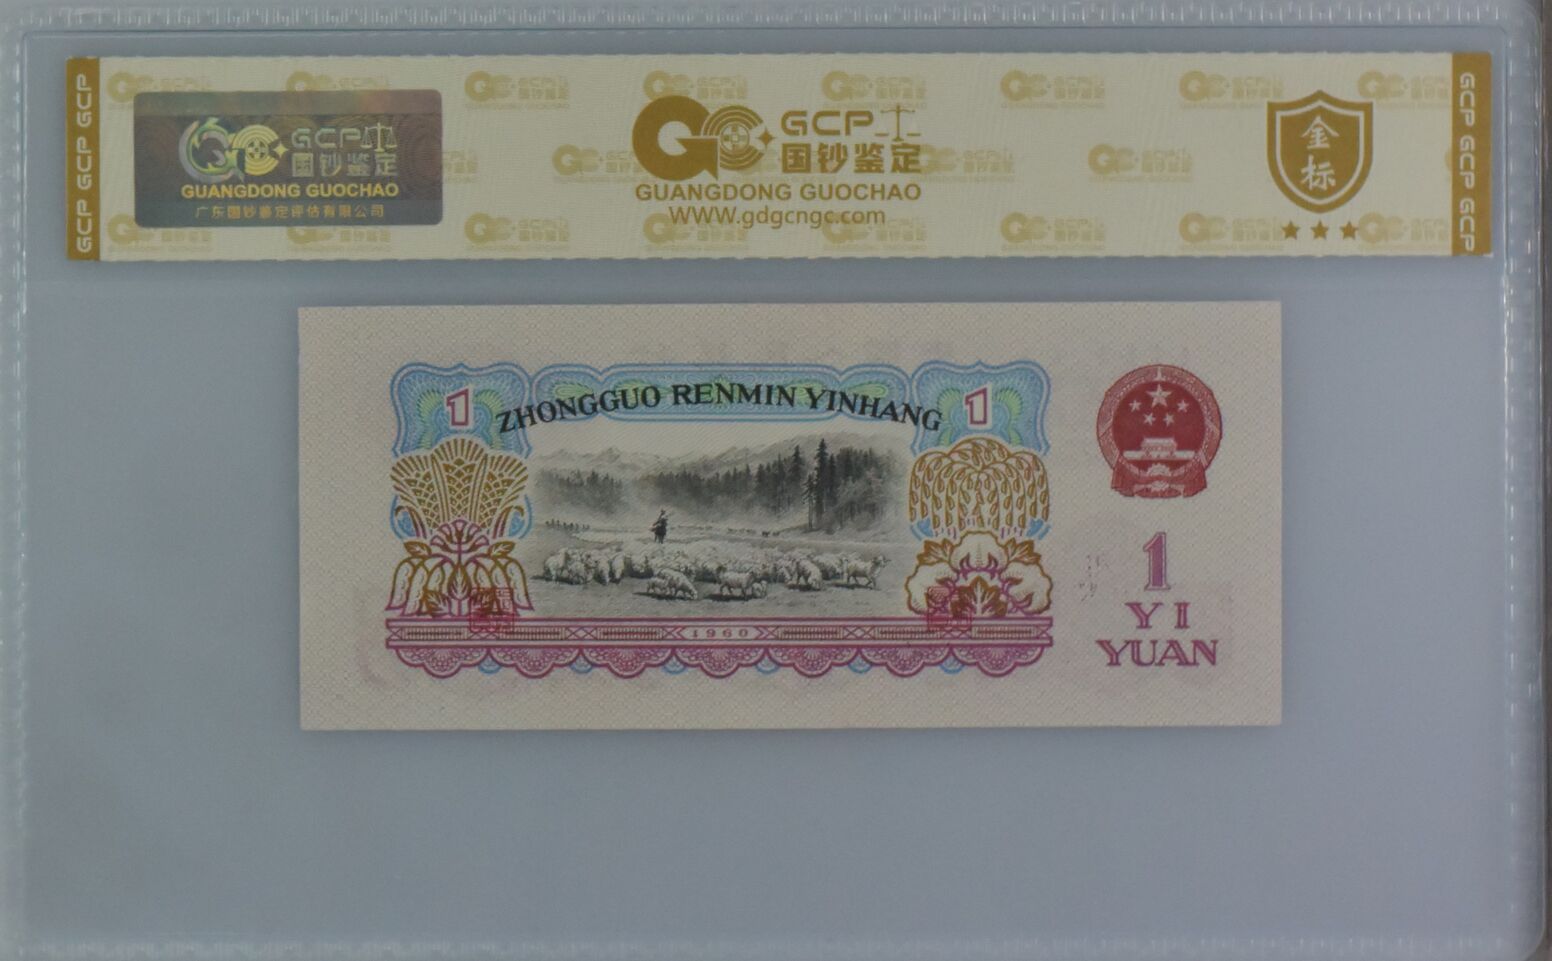 GCP GCP GCP
GCP
国钞鉴定
GUANGDONG GUOCHAO
广东国钞鉴定评估有限公司
GCP
国钞鉴定
GUANGDONG GUOCHAO
WWW.gdgcngc.com
金
标
GCP GCP GCP
1
ZHONGGUO RENMIN YINHANG
1
1960
1
YI
YUAN